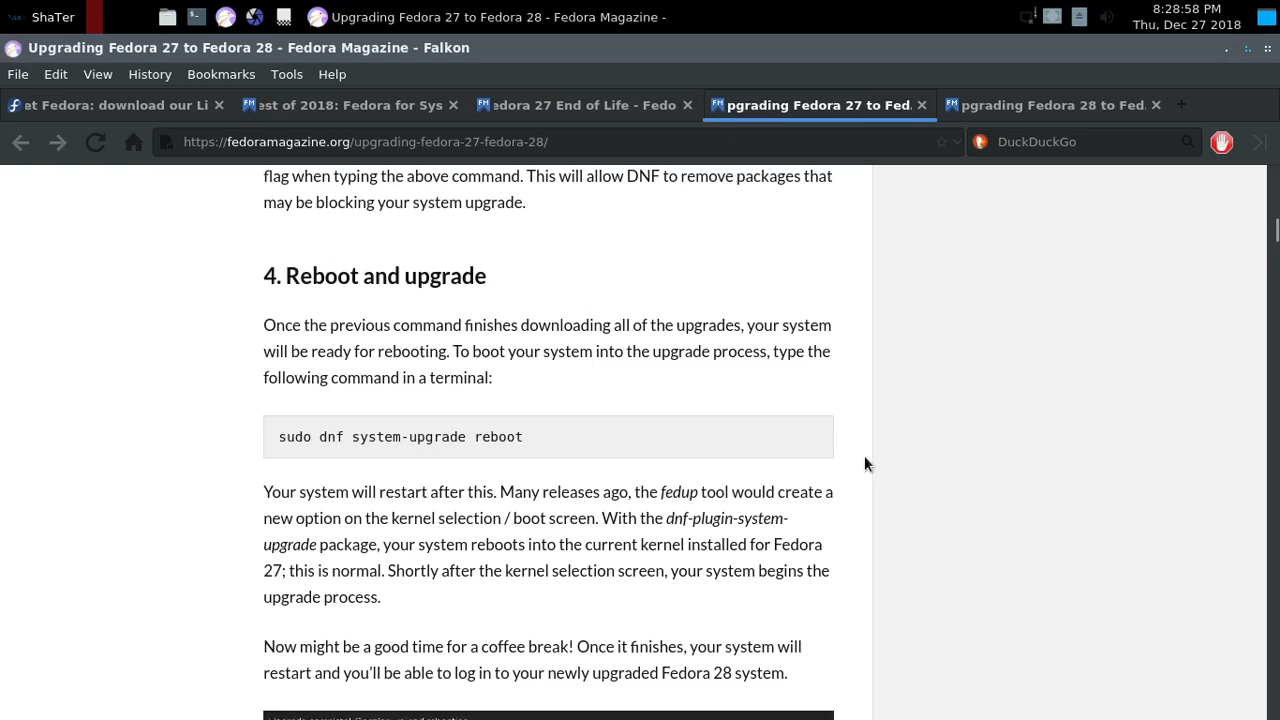 ShaTer
Upgrading Fedora 27 to Fedora 28 - Fedora Magazine -
8:28:58 PM
Thu, Dec 27 2018
Upgrading Fedora 27 to Fedora 28 - Fedora Magazine - Falkon
File Edit View History Bookmarks Tools Help
et Fedora: download our Li
est of 2018: Fedora for Sys
edora 27 End of Life - Fedo
pgrading Fedora 27 to Fed.
pgrading Fedora 28 to Fed.
https://fedoramagazine.org/upgrading-fedora-27-fedora-28/
DuckDuckGo
flag when typing the above command. This will allow DNF to remove packages that
may be blocking your system upgrade.
4. Reboot and upgrade
Once the previous command finishes downloading all of the upgrades, your system
will be ready for rebooting. To boot your system into the upgrade process, type the
following command in a terminal:
sudo dnf system-upgrade reboot
Your system will restart after this. Many releases ago, the fedup tool would create a
new option on the kernel selection / boot screen. With the dnf-plugin-system-
upgrade package, your system reboots into the current kernel installed for Fedora
27; this is normal. Shortly after the kernel selection screen, your system begins the
upgrade process.
Now might be a good time for a coffee break! Once it finishes, your system will
restart and you’ll be able to log in to your newly upgraded Fedora 28 system.